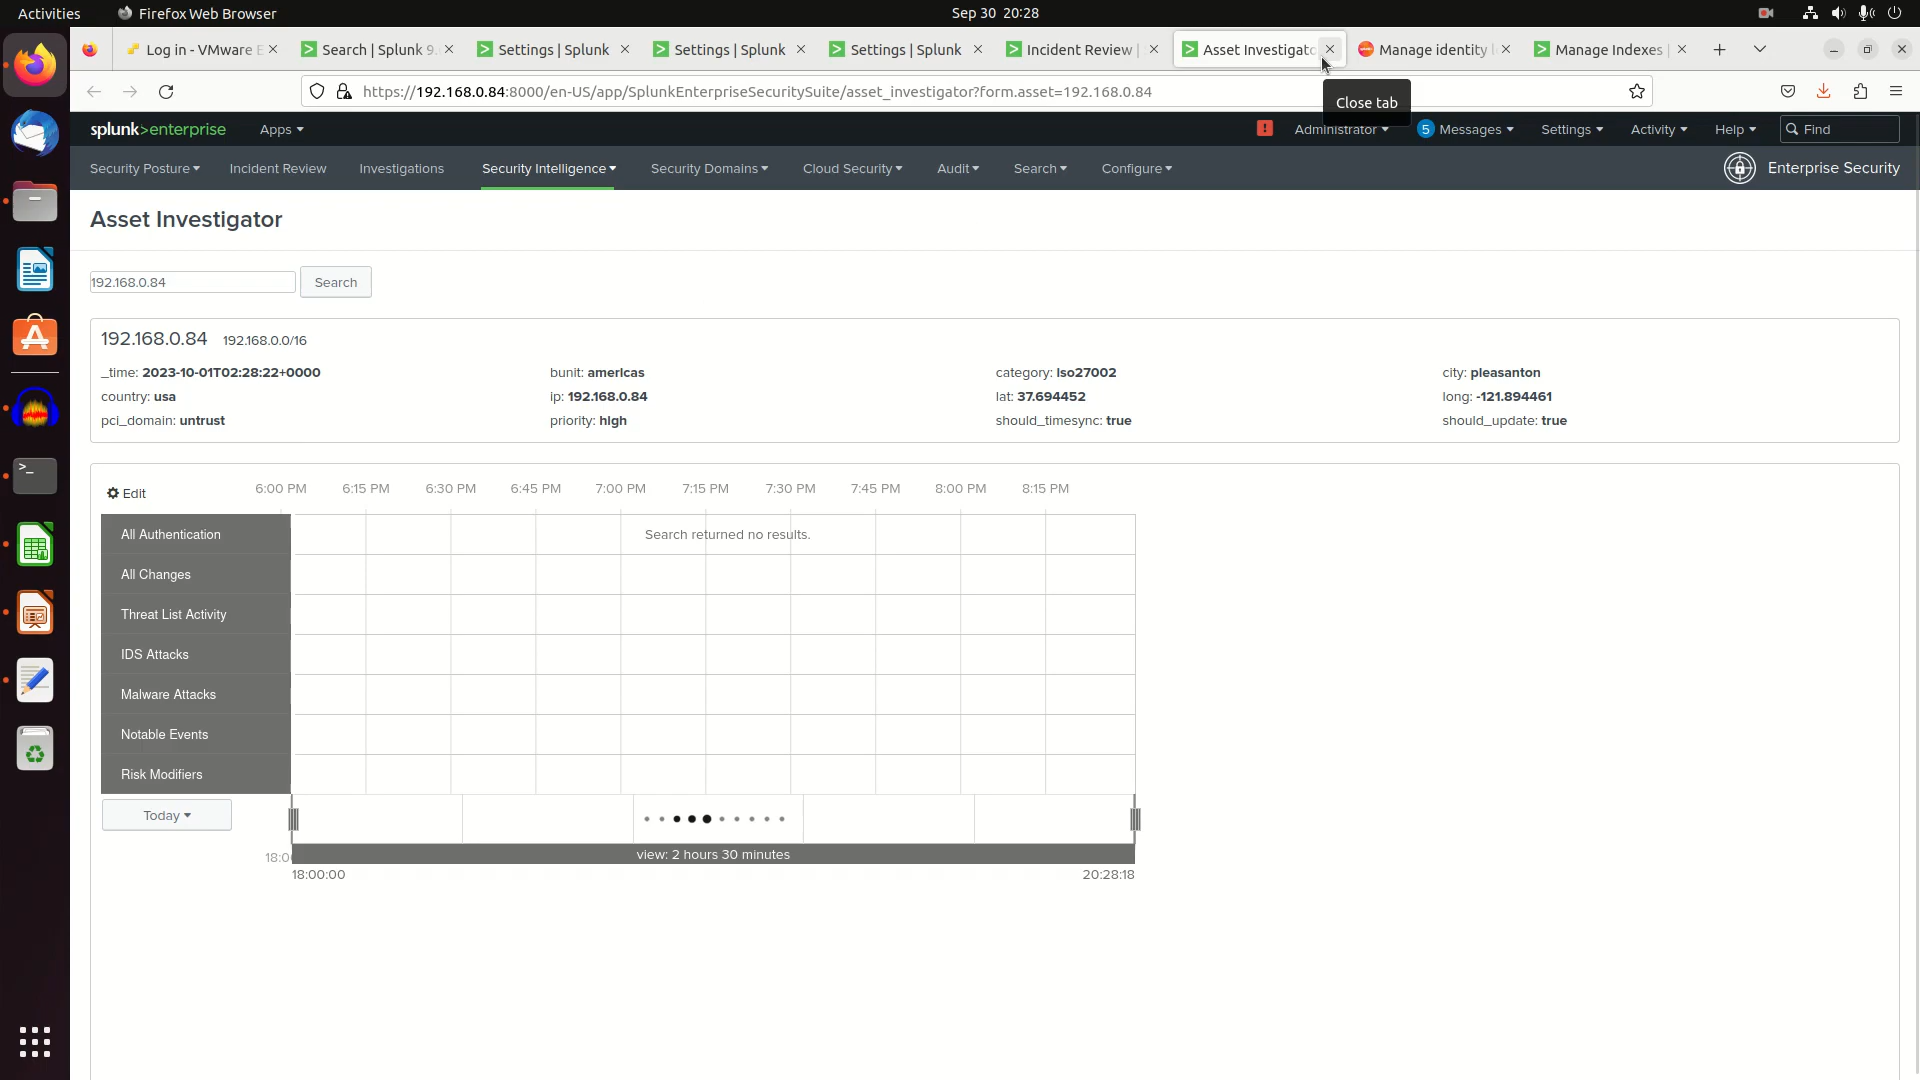 Activities
Firefox Web Browser
Sep 30 20:28
Log in - VMware E
Search | Splunk 9.
Settings | Splunk
Settings | Splunk
Settings | Splunk
Incident Review |
Asset Investigato
Manage identity l
Manage Indexes |
https://192.168.0.84:8000/en-US/app/SplunkEnterpriseSecuritySuite/asset_investigator?form.asset=192.168.0.84
Close tab
splunk>enterprise
Apps
Administrator
5 Messages
Settings
Activity
Help
Find
Security Posture
Incident Review
Investigations
Security Intelligence
Security Domains
Cloud Security
Audit
Search
Configure
Enterprise Security
Asset Investigator
192.168.0.84
Search
192.168.0.84 192.168.0.0/16
_time: 2023-10-01T02:28:22+0000
bunit: americas
category: iso27002
city: pleasanton
country: usa
ip: 192.168.0.84
lat: 37.694452
long: -121.894461
pci_domain: untrust
priority: high
should_timesync: true
should_update: true
Edit
6:00 PM
6:15 PM
6:30 PM
6:45 PM
7:00 PM
7:15 PM
7:30 PM
7:45 PM
8:00 PM
8:15 PM
All Authentication
Search returned no results.
All Changes
Threat List Activity
IDS Attacks
Malware Attacks
Notable Events
Risk Modifiers
Today
18:0
view: 2 hours 30 minutes
18:00:00
20:28:18